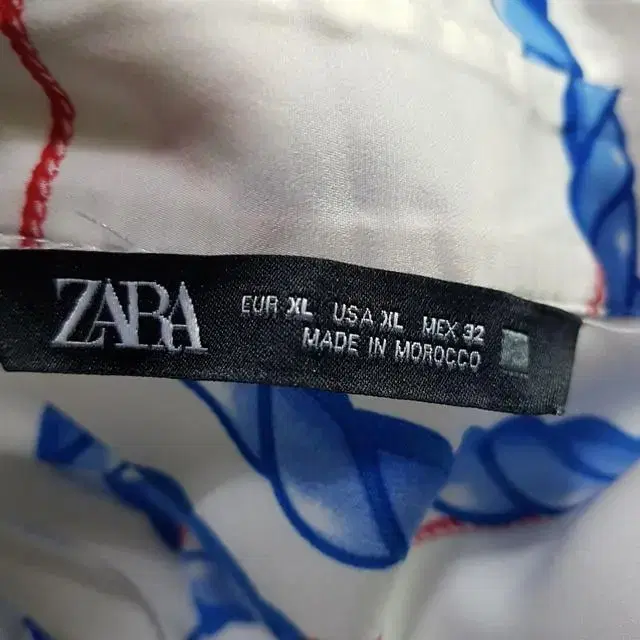 ZARA
EUR XL USA XL MEX 32
MADE IN MOROCCO